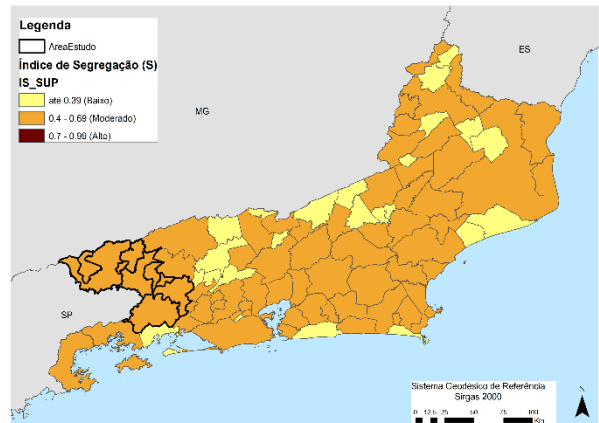 Legenda
AreaEstudo
Índice de Segregação (S)
IS_SUP
até 0.39 (Baixo)
0.4 - 0.69 (Moderado)
0.7 - 0.99 (Alto)
ES
MG
SP
Sistema Geodésico de Referência
Sirgas 2000
0 12,5 25 50 75 100
Km
N